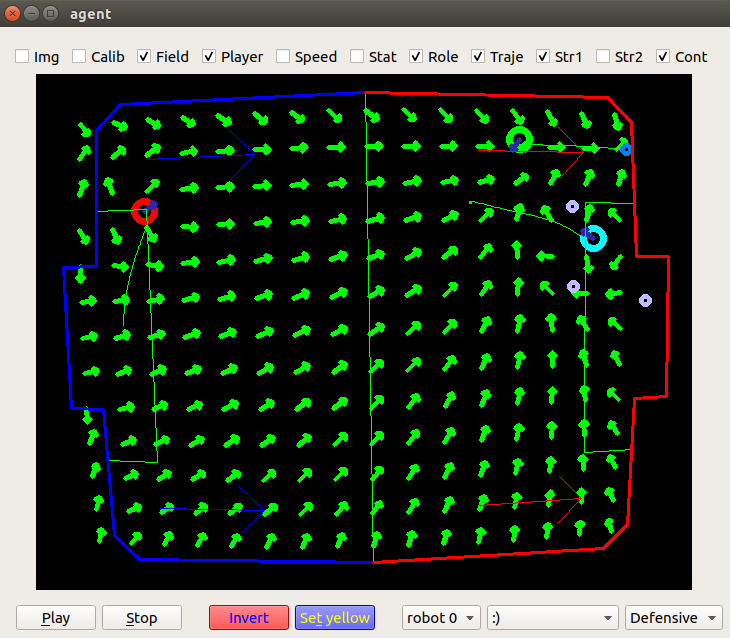 agent
Img Calib Field Player Speed Stat Role Traje Str1 Str2 Cont
Play Stop Invert Set yellow robot 0 :) Defensive